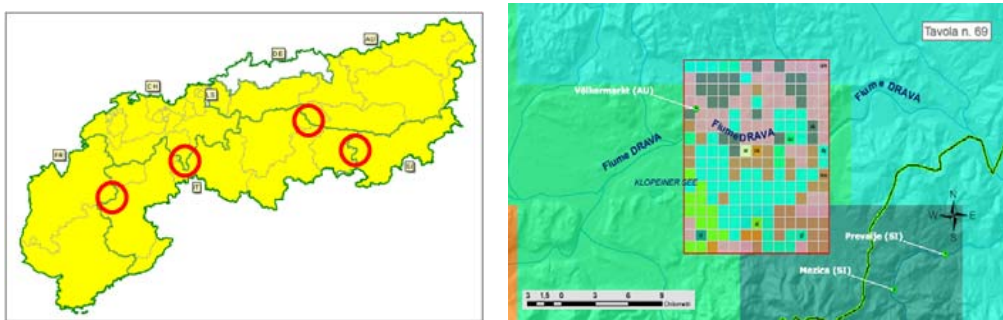 AU
DE
CH
LS
FR
IT
SI
Tavola n. 69
Völkermarkt (AU)
Fiume DRAVA
Fiume DRAVA
Fiume DRAVA
KLOPEINER SEE
N
W E
S
Prevalje (SI)
Mezica (SI)
3 1,5 0 3 6 9
Chilometri